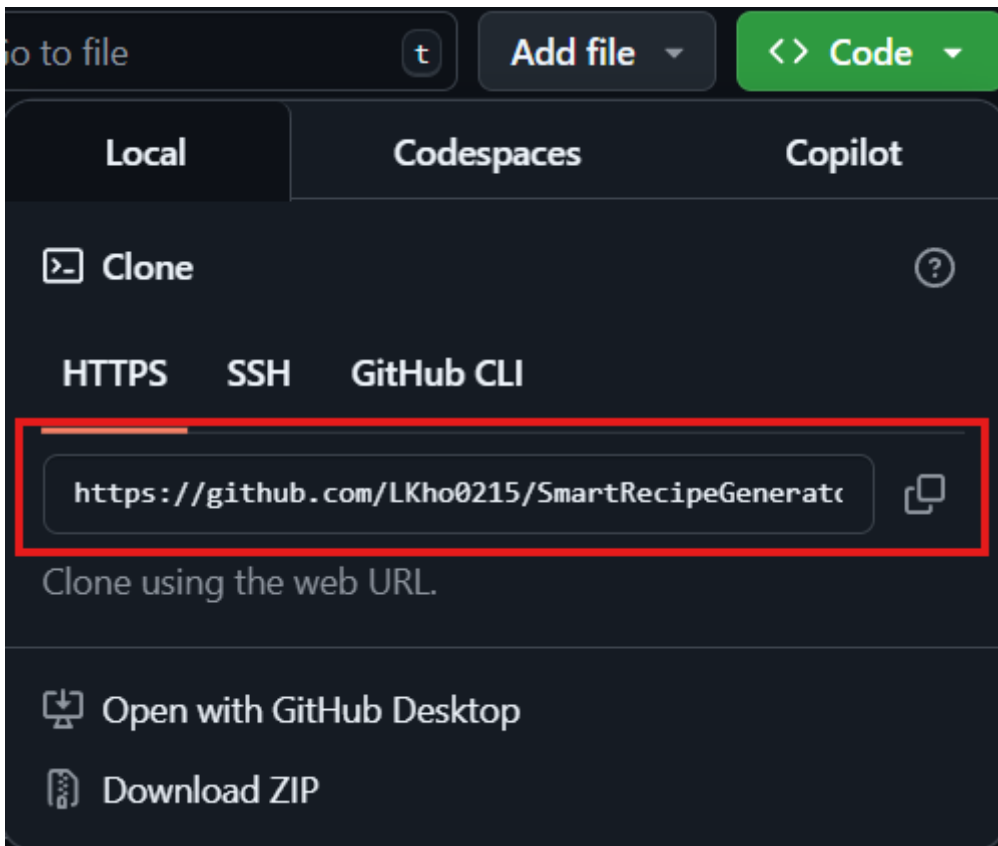 to file t Add file <> Code
Local Codespaces Copilot
Clone
HTTPS SSH GitHub CLI
https://github.com/LKho0215/SmartRecipeGenerato
Clone using the web URL.
Open with GitHub Desktop
Download ZIP